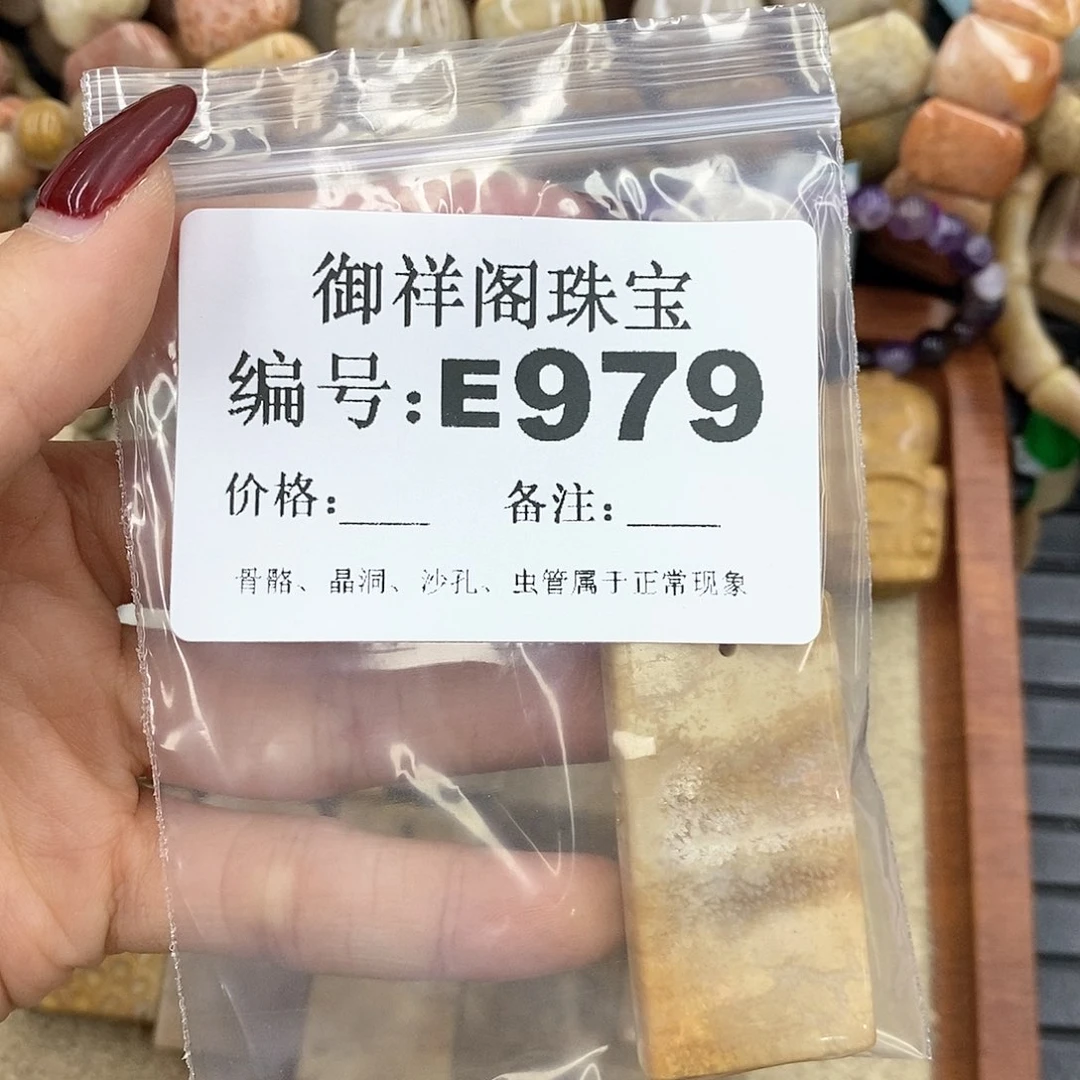 御祥阁珠宝
编号:E979
价格:____ 备注:____
骨骼、晶洞、沙孔、虫管属于正常现象